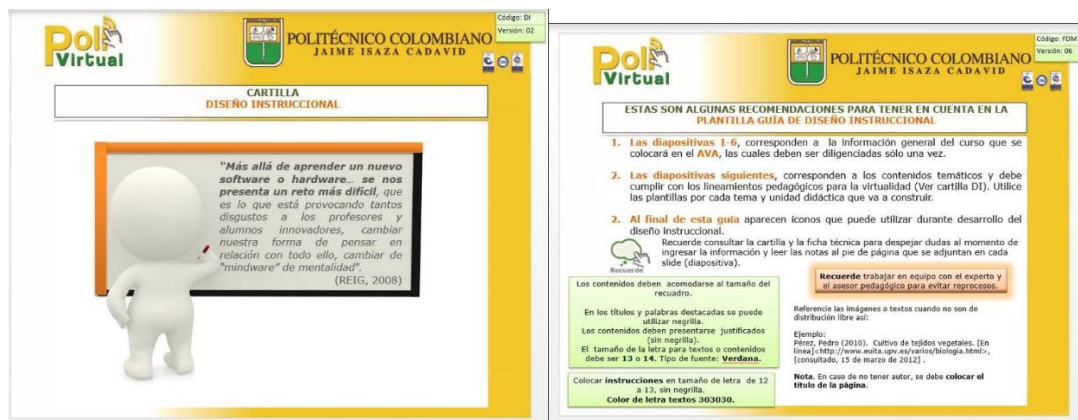 Poli
Virtual
POLITÉCNICO COLOMBIANO
JAIME ISAZA CADAVID
Código: DI
Versión: 02
CARTILLA
DISEÑO INSTRUCCIONAL
"Más allá de aprender un nuevo
software o hardware... se nos
presenta un reto más difícil, que
es lo que está provocando tantos
disgustos a los profesores y
alumnos innovadores, cambiar
nuestra forma de pensar en
relación con todo ello, cambiar de
"mindware" de mentalidad".
(REIG, 2008)
Poli
Virtual
POLITÉCNICO COLOMBIANO
JAIME ISAZA CADAVID
Código: FDM
Versión: 06
ESTAS SON ALGUNAS RECOMENDACIONES PARA TENER EN CUENTA EN LA
PLANTILLA GUÍA DE DISEÑO INSTRUCCIONAL
1. Las diapositivas 1-6, corresponden a la información general del curso que se
colocará en el AVA, las cuales deben ser diligenciadas sólo una vez.
2. Las diapositivas siguientes, corresponden a los contenidos temáticos y debe
cumplir con los lineamientos pedagógicos para la virtualidad (Ver cartilla DI). Utilice
las plantillas por cada tema y unidad didáctica que va a construir.
2. Al final de esta guía aparecen íconos que puede utilizar durante desarrollo del
diseño instruccional.
Recuerde consultar la cartilla y la ficha técnica para despejar dudas al momento de
ingresar la información y leer las notas al pie de página que se adjuntan en cada
slide (diapositiva).
Recuerde
Los contenidos deben acomodarse al tamaño del
recuadro.
En los títulos y palabras destacadas se puede
utilizar negrilla.
Los contenidos deben presentarse justificados
(sin negrilla).
El tamaño de la letra para textos o contenidos
debe ser 13 o 14. Tipo de fuente: Verdana.
Colocar instrucciones en tamaño de letra de 12
a 13, sin negrilla.
Color de letra textos 303030.
Recuerde trabajar en equipo con el experto y
el asesor pedagógico para evitar reprocesos.
Referencie las imágenes o textos cuando no son de
distribución libre así:
Ejemplo:
Pérez, Pedro (2010). Cultivo de tejidos vegetales. [En
línea]<http://www.euita.upv.es/varios/biologia.html>,
[consultado, 15 de marzo de 2012] .
Nota. En caso de no tener autor, se debe colocar el
título de la página.